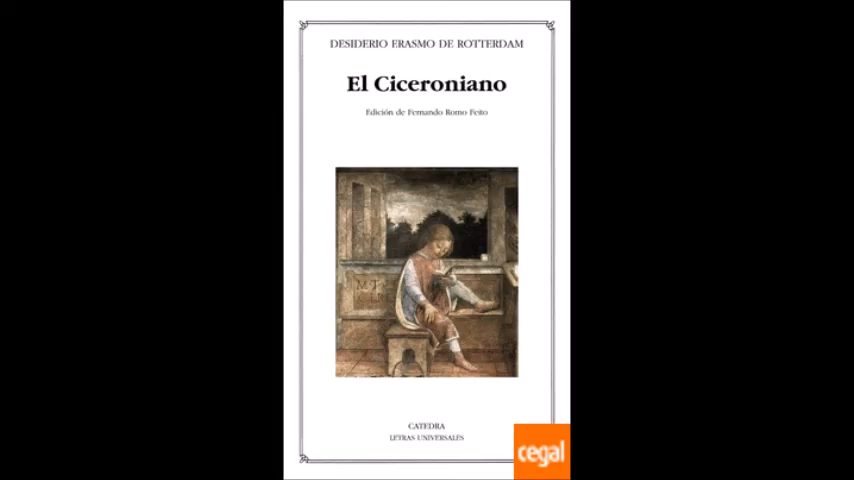 DESIDERIO ERASMO DE ROTTERDAM
El Ciceroniano
Edición de Fernando Romo Feito
CATEDRA
LETRAS UNIVERSALES
cegal